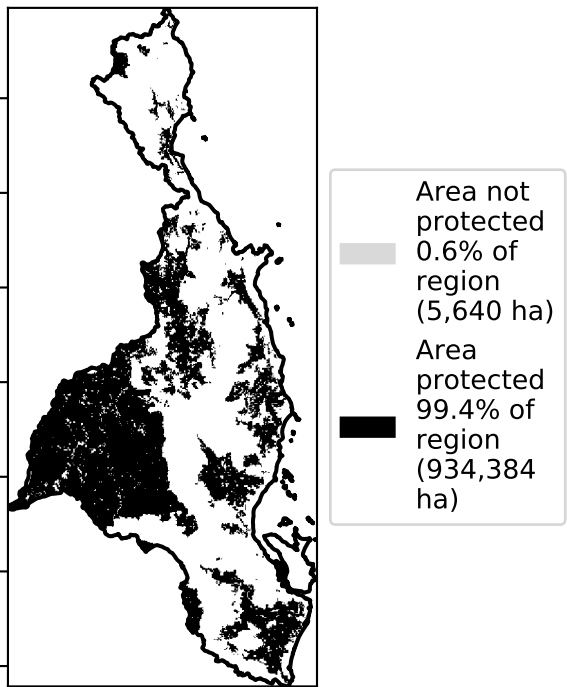 Area not
protected
0.6% of
region
(5,640 ha)
Area
protected
99.4% of
region
(934,384
ha)